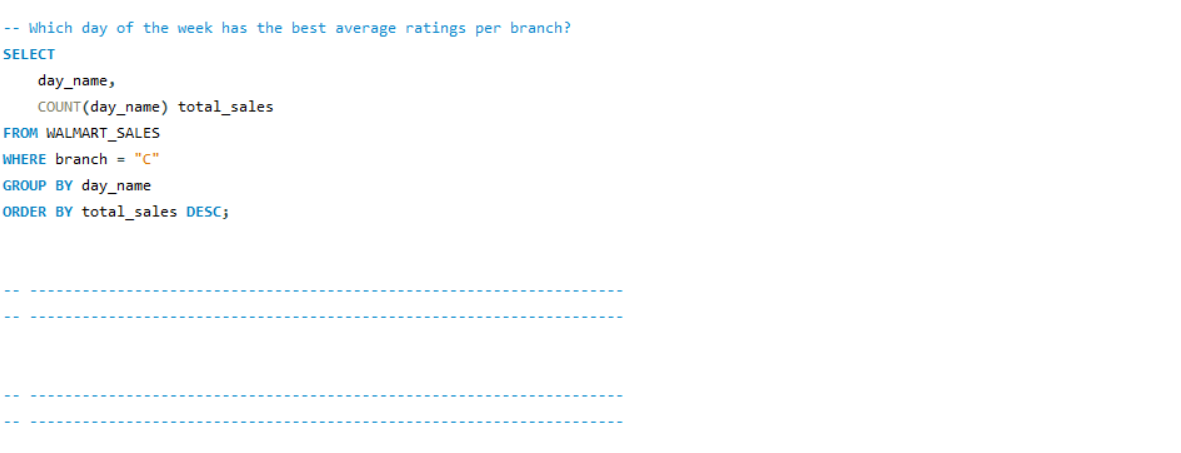 -- Which day of the week has the best average ratings per branch?
SELECT
    day_name,
    COUNT(day_name) total_sales
FROM WALMART_SALES
WHERE branch = "C"
GROUP BY day_name
ORDER BY total_sales DESC;
-- --------------------------------------------------------------------
-- --------------------------------------------------------------------
-- --------------------------------------------------------------------
-- --------------------------------------------------------------------